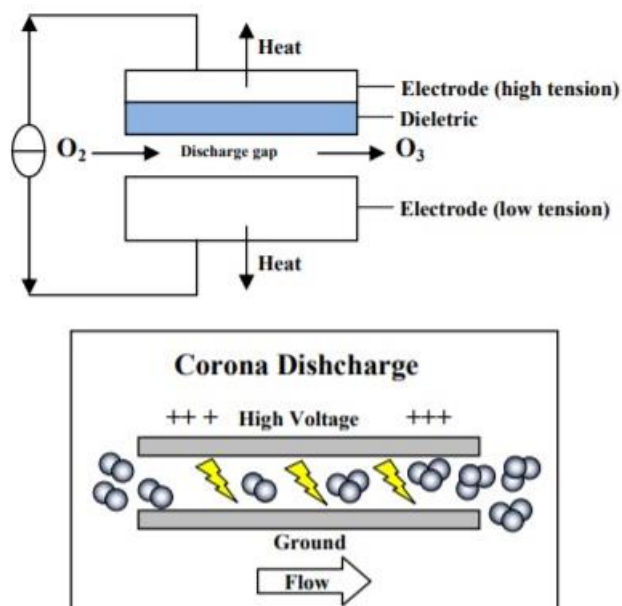 Heat
Electrode (high tension)
Dieletric
O₂ Discharge gap O₃
Electrode (low tension)
Heat
Corona Dishcharge
++ + High Voltage +++
Ground
Flow